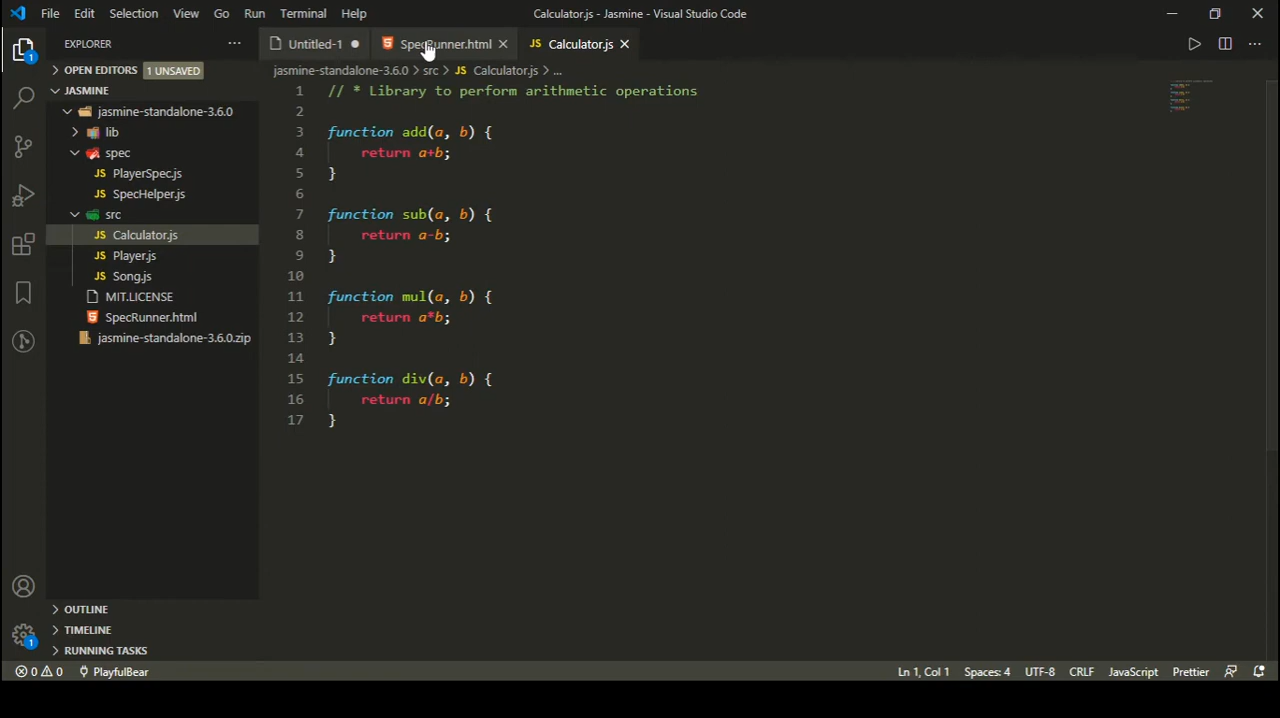 File Edit Selection View Go Run Terminal Help Calculator.js - Jasmine - Visual Studio Code
EXPLORER
Untitled-1
SpecRunner.html
Calculator.js
OPEN EDITORS 1 UNSAVED
jasmine-standalone-3.6.0 > src > JS Calculator.js > ...
JASMINE
jasmine-standalone-3.6.0
lib
spec
JS PlayerSpec.js
JS SpecHelper.js
src
JS Calculator.js
JS Player.js
JS Song.js
MIT.LICENSE
SpecRunner.html
jasmine-standalone-3.6.0.zip
1 // * Library to perform arithmetic operations
2
3 function add(a, b) {
4 return a+b;
5 }
6
7 function sub(a, b) {
8 return a-b;
9 }
10
11 function mul(a, b) {
12 return a*b;
13 }
14
15 function div(a, b) {
16 return a/b;
17 }
OUTLINE
TIMELINE
RUNNING TASKS
0 0 PlayfulBear Ln 1, Col 1 Spaces: 4 UTF-8 CRLF JavaScript Prettier